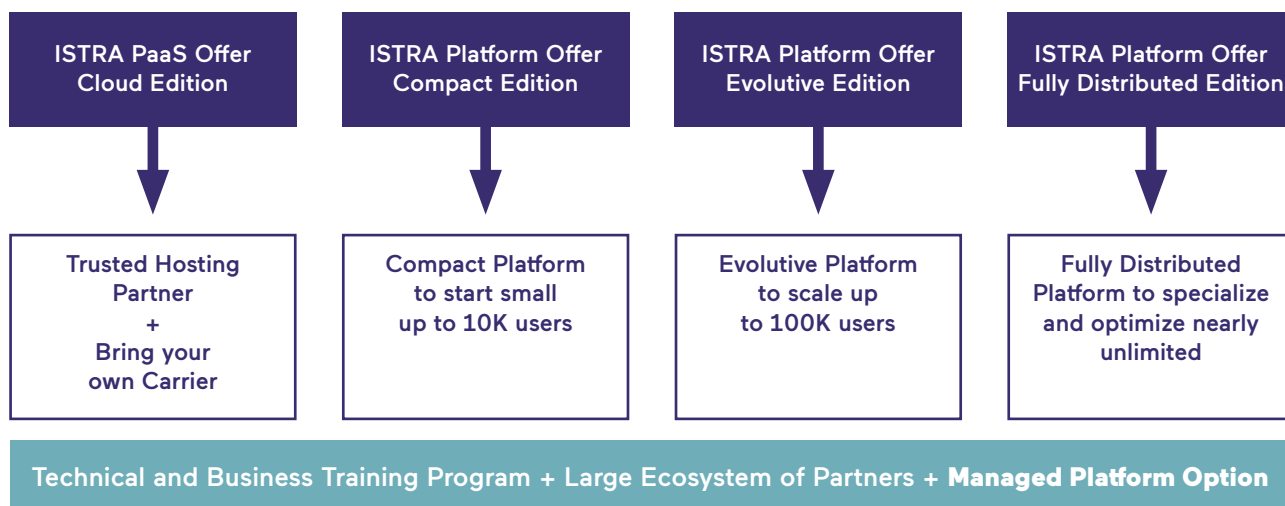 ISTRA PaaS Offer
Cloud Edition
ISTRA Platform Offer
Compact Edition
ISTRA Platform Offer
Evolutive Edition
ISTRA Platform Offer
Fully Distributed Edition
Trusted Hosting
Partner
+
Bring your
own Carrier
Compact Platform
to start small
up to 10K users
Evolutive Platform
to scale up
to 100K users
Fully Distributed
Platform to specialize
and optimize nearly
unlimited
Technical and Business Training Program + Large Ecosystem of Partners + Managed Platform Option